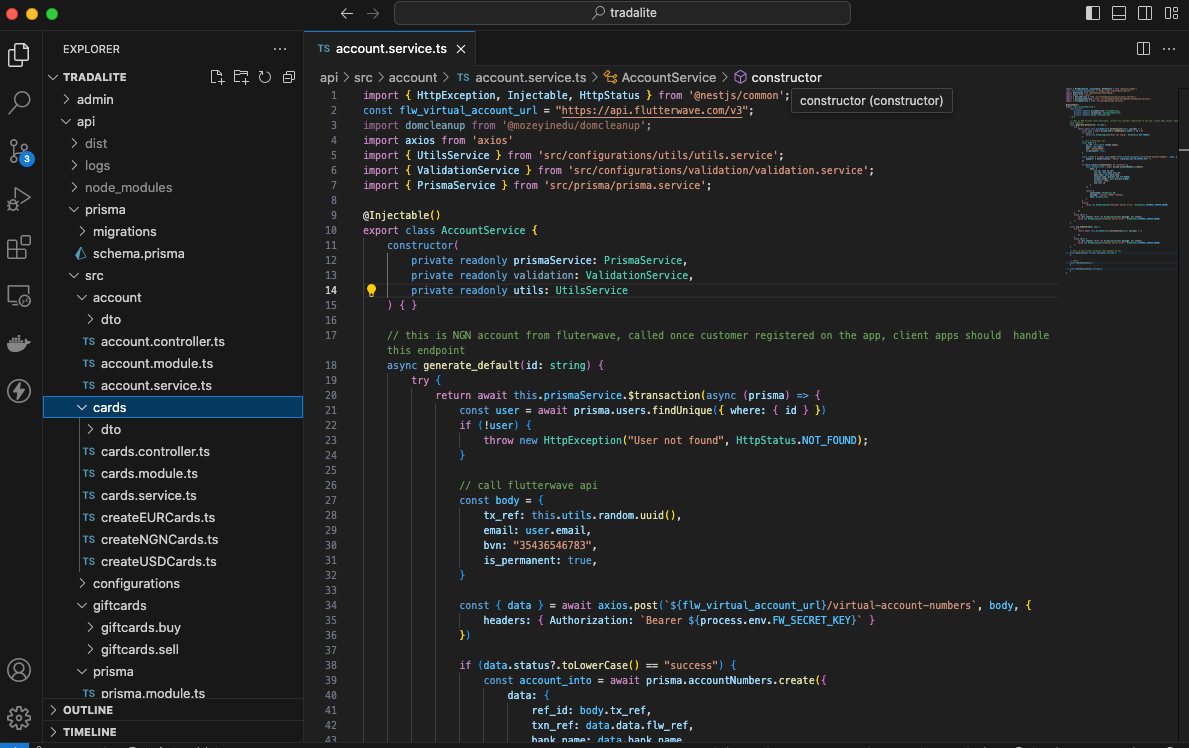 tradalite
EXPLORER
TRADALITE
admin
api
dist
logs
node_modules
prisma
migrations
schema.prisma
src
account
dto
TS account.controller.ts
TS account.module.ts
TS account.service.ts
cards
dto
TS cards.controller.ts
TS cards.module.ts
TS cards.service.ts
TS createEURCards.ts
TS createNGNCards.ts
TS createUSDCards.ts
configurations
giftcards
giftcards.buy
giftcards.sell
prisma
TS prisma.module.ts
OUTLINE
TIMELINE
3
TS account.service.ts
api > src > account > TS account.service.ts > AccountService > constructor
constructor (constructor)
1 import { HttpException, Injectable, HttpStatus } from '@nestjs/common';
2 const flw_virtual_account_url = "https://api.flutterwave.com/v3";
3 import domcleanup from '@mozeyinedu/domcleanup';
4 import axios from 'axios'
5 import { UtilsService } from 'src/configurations/utils/utils.service';
6 import { ValidationService } from 'src/configurations/validation/validation.service';
7 import { PrismaService } from 'src/prisma/prisma.service';
8
9 @Injectable()
10 export class AccountService {
11 constructor(
12 private readonly prismaService: PrismaService,
13 private readonly validation: ValidationService,
14 private readonly utils: UtilsService
15 ) { }
16
17 // this is NGN account from fluterwave, called once customer registered on the app, client apps should  handle
this endpoint
18 async generate_default(id: string) {
19 try {
20 return await this.prismaService.$transaction(async (prisma) => {
21 const user = await prisma.users.findUnique({ where: { id } })
22 if (!user) {
23 throw new HttpException("User not found", HttpStatus.NOT_FOUND);
24 }
25
26 // call flutterwave api
27 const body = {
28 tx_ref: this.utils.random.uuid(),
29 email: user.email,
30 bvn: "35436546783",
31 is_permanent: true,
32 }
33
34 const { data } = await axios.post(`${flw_virtual_account_url}/virtual-account-numbers`, body, {
35 headers: { Authorization: `Bearer ${process.env.FW_SECRET_KEY}` }
36 })
37
38 if (data.status?.toLowerCase() == "success") {
39 const account_into = await prisma.accountNumbers.create({
40 data: {
41 ref_id: body.tx_ref,
42 txn_ref: data.data.flw_ref,
43 bank_name: data.bank_name